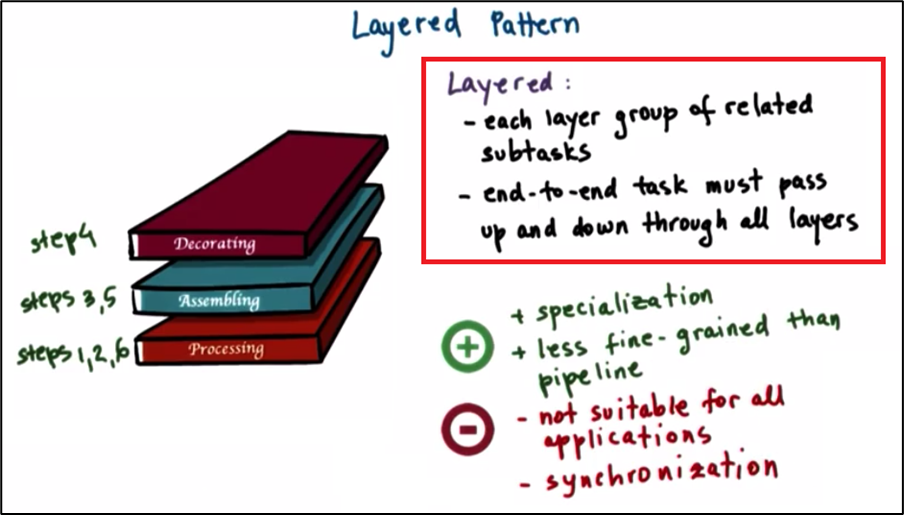 Layered Pattern
Layered:
- each layer group of related
subtasks
- end-to-end task must pass
up and down through all layers
step4
Decorating
steps 3,5
Assembling
steps 1,2,6
Processing
+ specialization
+ less fine-grained than
pipeline
- not suitable for all
applications
- synchronization